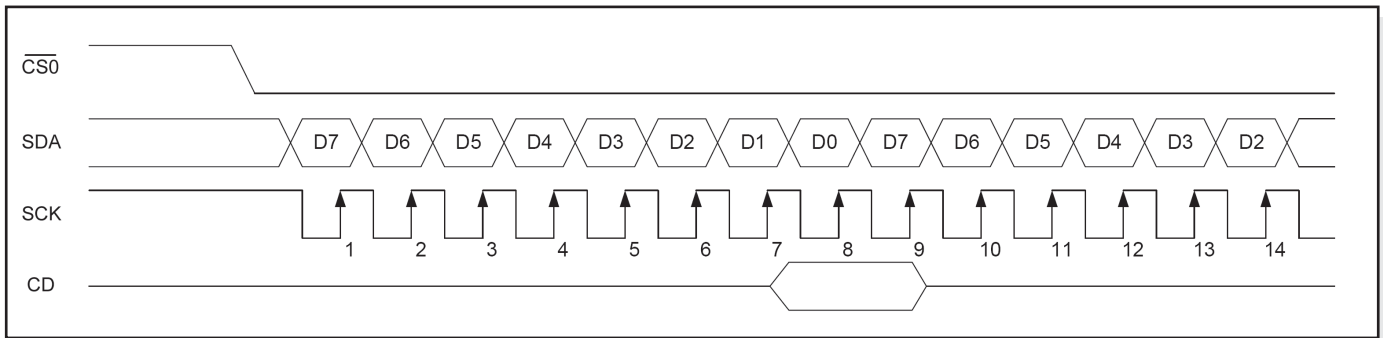 C̅S̅0̅
SDA D7 D6 D5 D4 D3 D2 D1 D0 D7 D6 D5 D4 D3 D2
SCK
1 2 3 4 5 6 7 8 9 10 11 12 13 14
CD